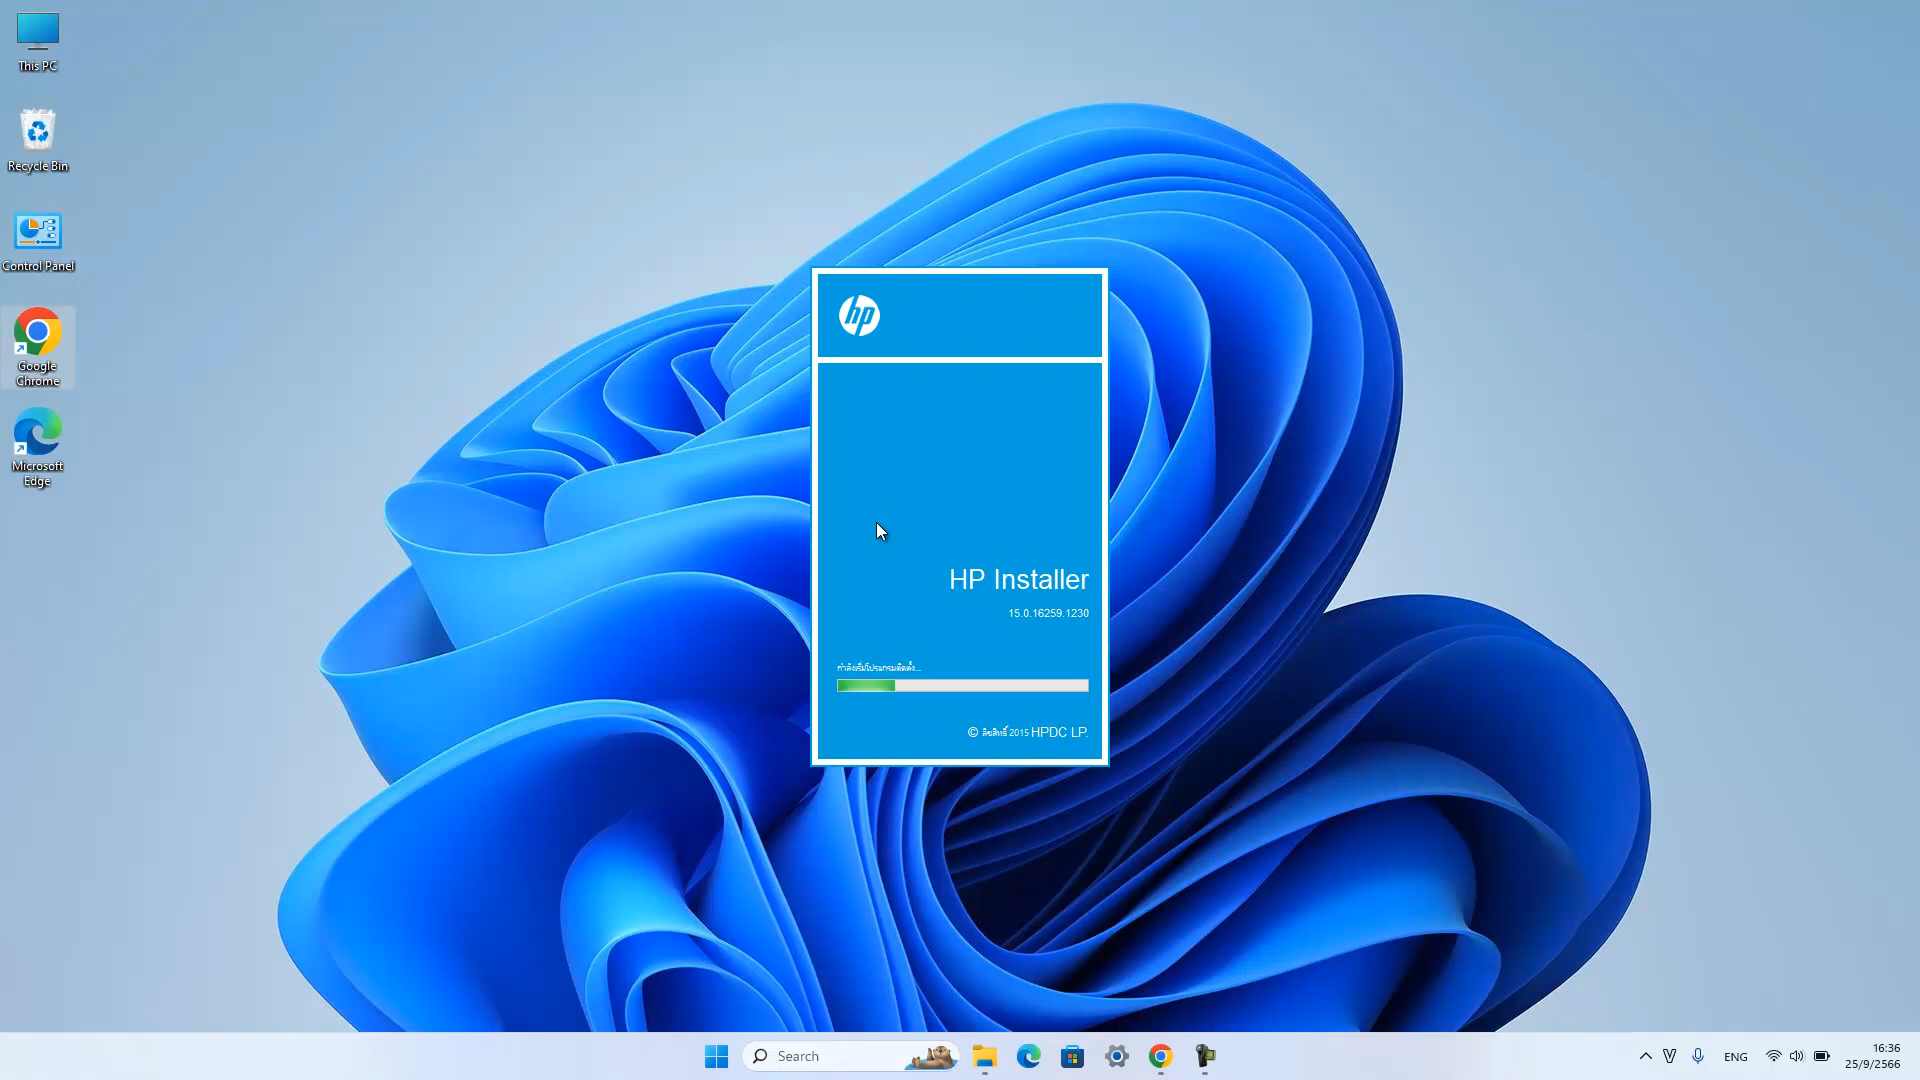 This PC
Recycle Bin
Control Panel
Google
Chrome
Microsoft
Edge
hp
HP Installer
15.0.16259.1230
กำลังเริ่มโปรแกรมติดตั้ง...
© ลิขสิทธิ์ 2015 HPDC LP.
Search
ENG
16:36
25/9/2566